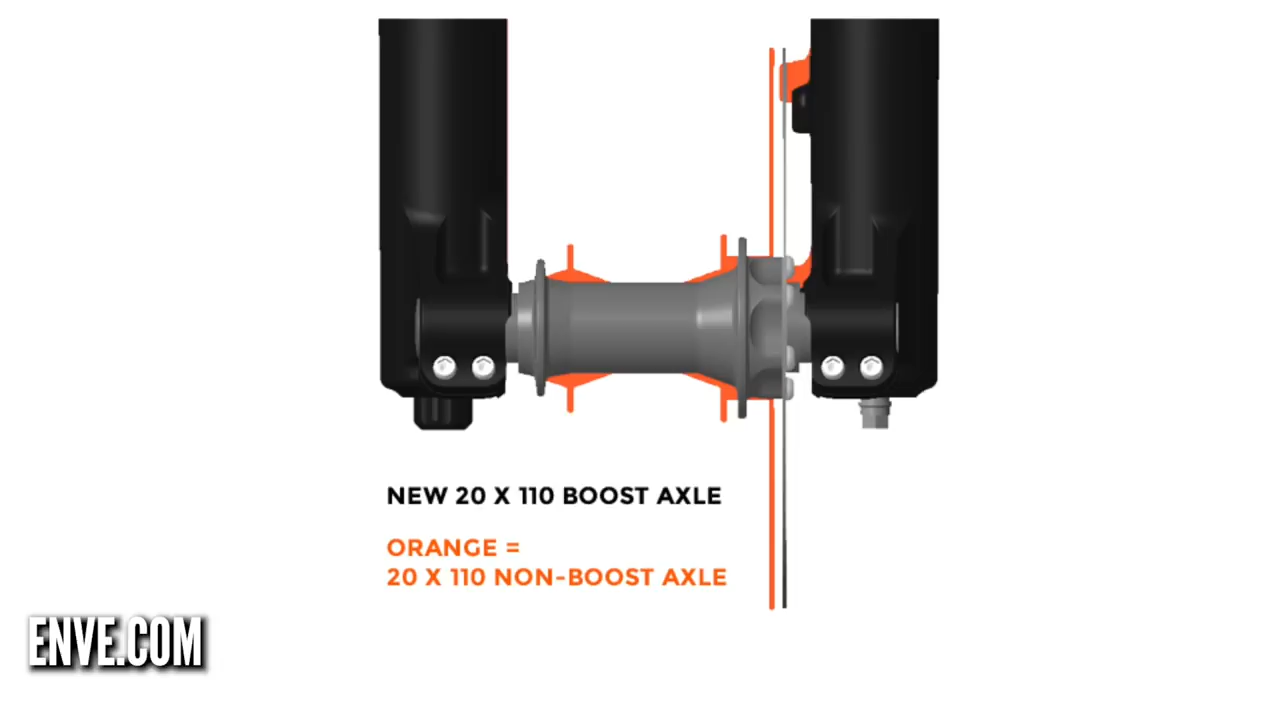 NEW 20 X 110 BOOST AXLE
ORANGE =
20 X 110 NON-BOOST AXLE
ENVE.COM